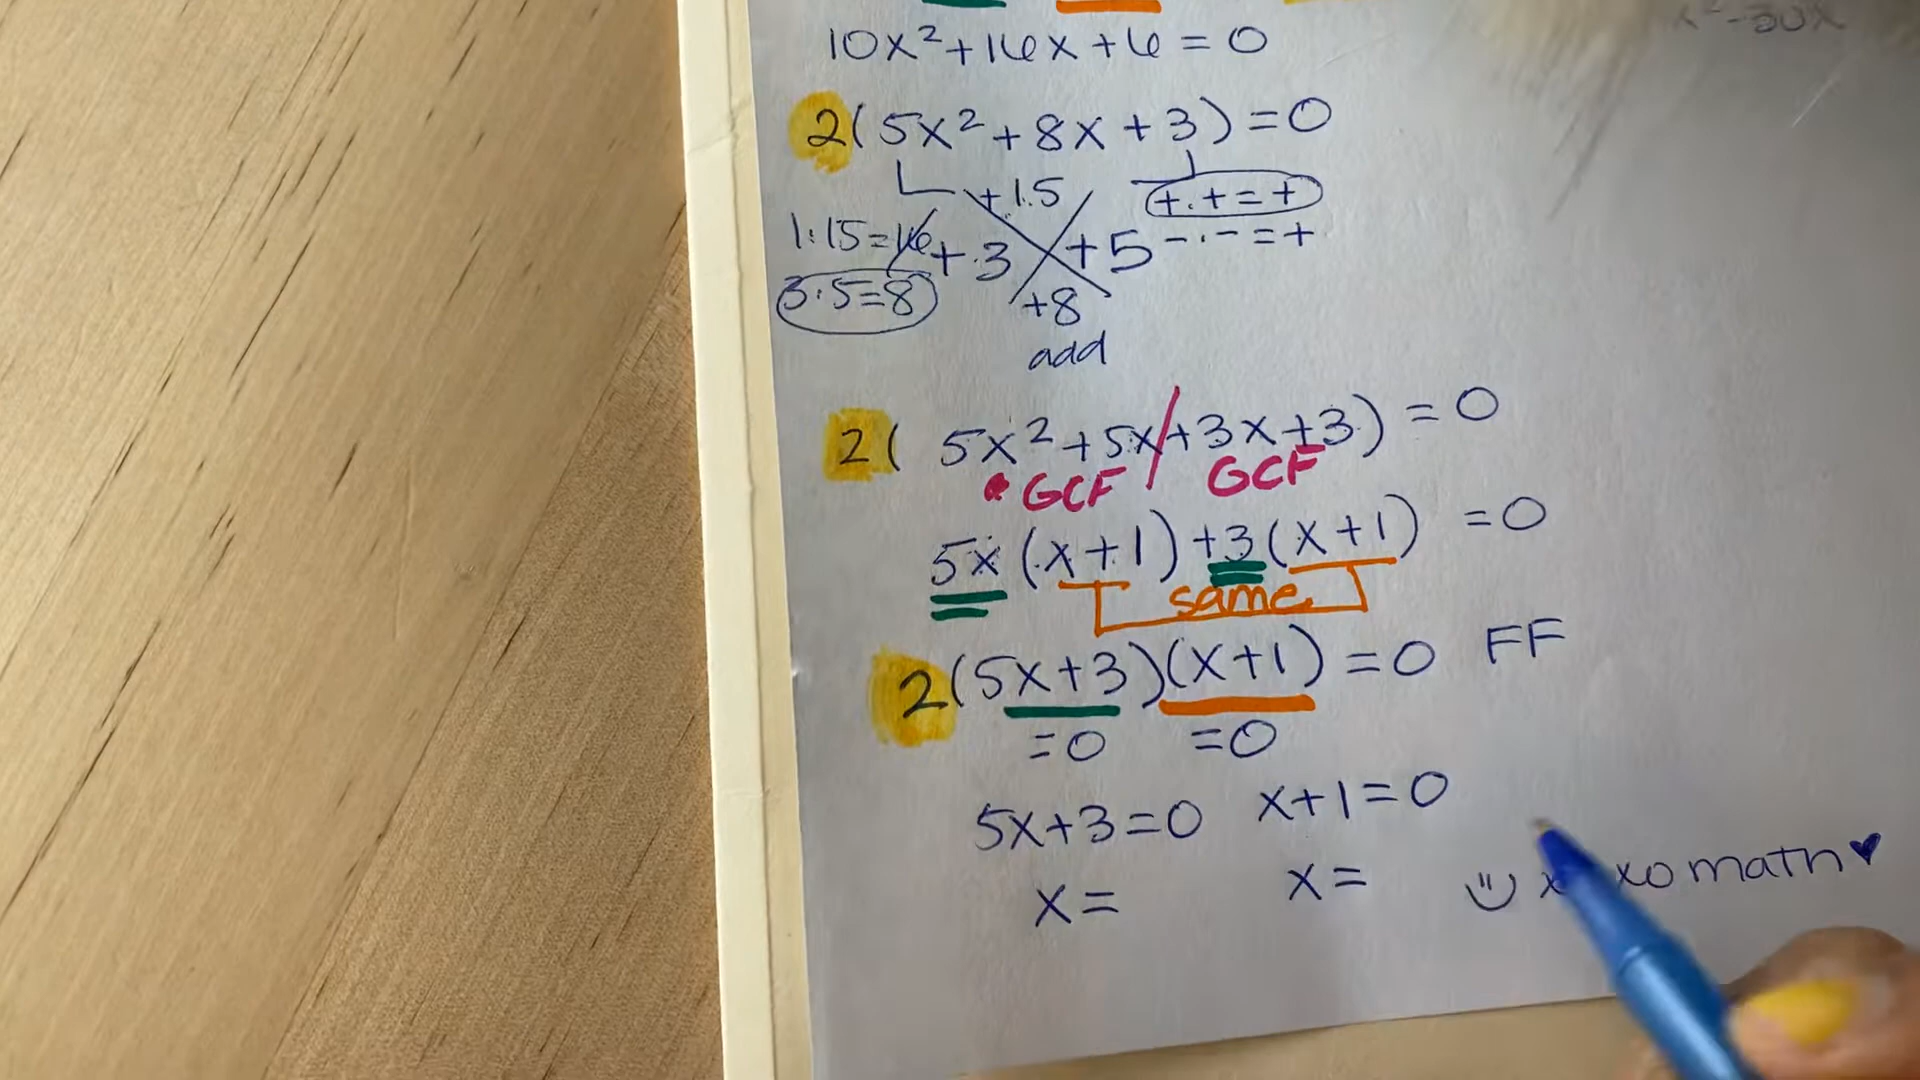 10x²+16x+6=0
2(5x²+8x+3)=0
+15
+·+=+
1·15=16
+3
+5
-·-=+
3·5=8
+8
add
2(5x²+5x/+3x+3)=0
GCF GCF
5x(x+1)+3(x+1)=0
same
2(5x+3)(x+1)=0 FF
=0 =0
5x+3=0 x+1=0
x= x= xo math♥